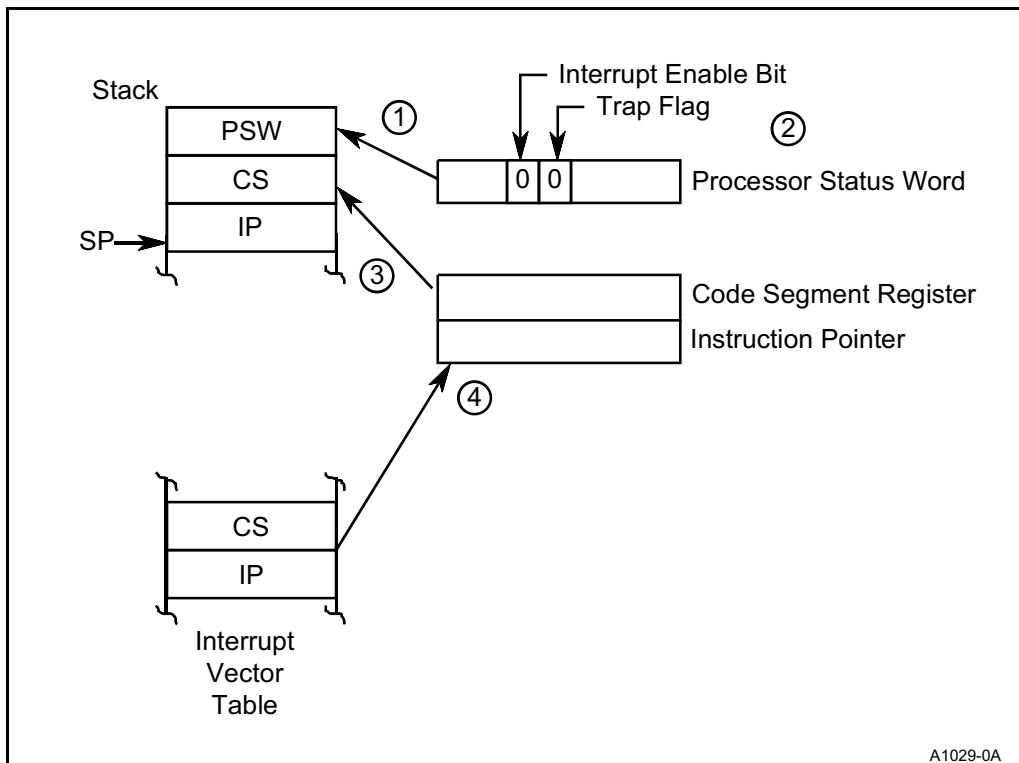 Interrupt Enable Bit
Trap Flag
Stack
1
2
PSW
CS
IP
SP
0 0
Processor Status Word
3
Code Segment Register
Instruction Pointer
4
CS
IP
Interrupt
Vector
Table
A1029-0A